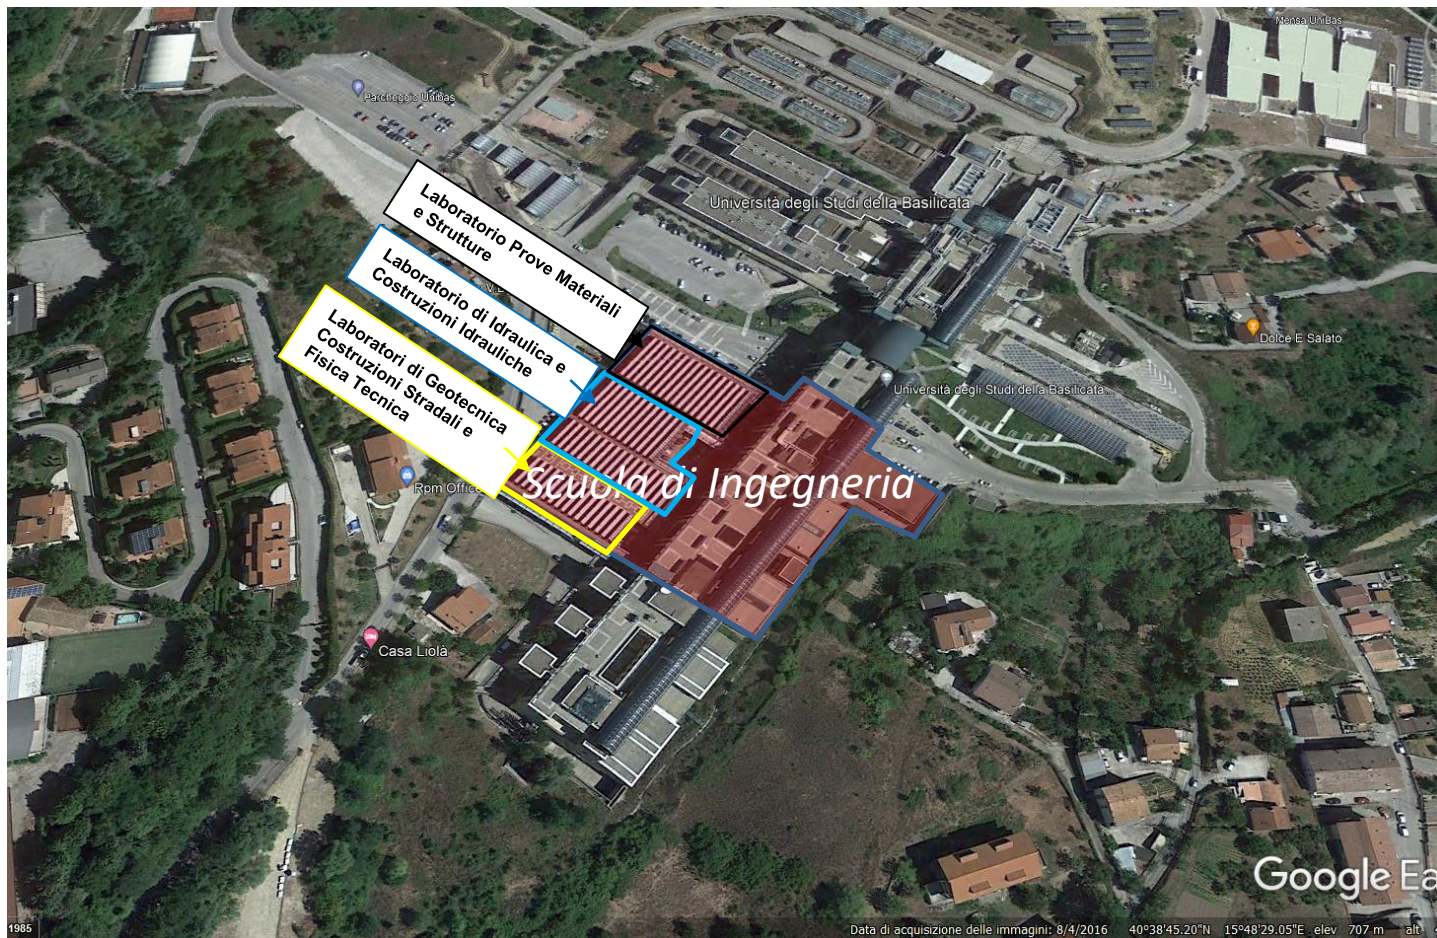 Mensa UniBas
Parcheggio Unibas
Università degli Studi della Basilicata
Laboratorio Prove Materiali
e Strutture
Laboratorio di Idraulica e
Costruzioni Idrauliche
Laboratori di Geotecnica
Costruzioni Stradali e
Fisica Tecnica
Dolce E Salato
Università degli Studi della Basilicata...
Scuola di Ingegneria
Rpm Office
Casa Liolà
Google Ea
1985
Data di acquisizione delle immagini: 8/4/2016 40°38'45.20"N 15°48'29.05"E elev 707 m alt